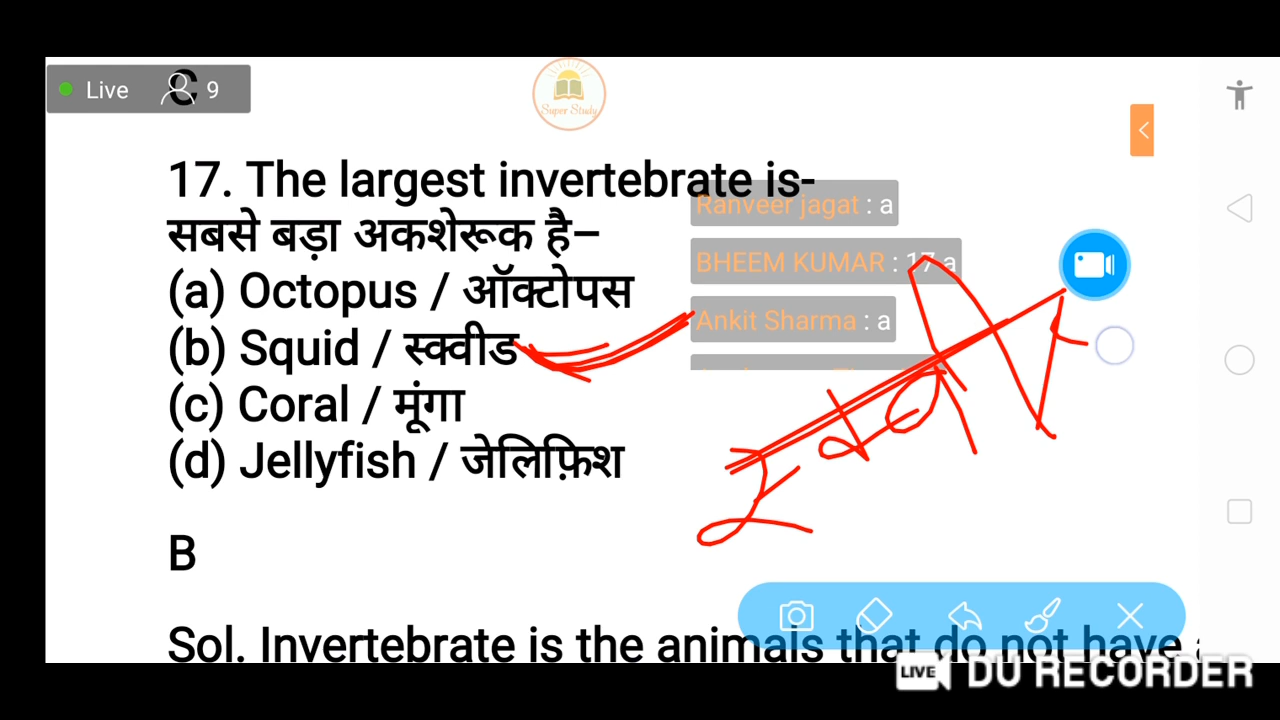 Live C 9
Super Study
17. The largest invertebrate is-
सबसे बड़ा अकशेरूक है–
(a) Octopus / ऑक्टोपस
(b) Squid / स्क्वीड
(c) Coral / मूंगा
(d) Jellyfish / जेलिफ़िश
Ranveer jagat : a
BHEEM KUMAR : 17 a
Ankit Sharma : a
B
Sol. Invertebrate is the animals that do not have
LIVE DU RECORDER